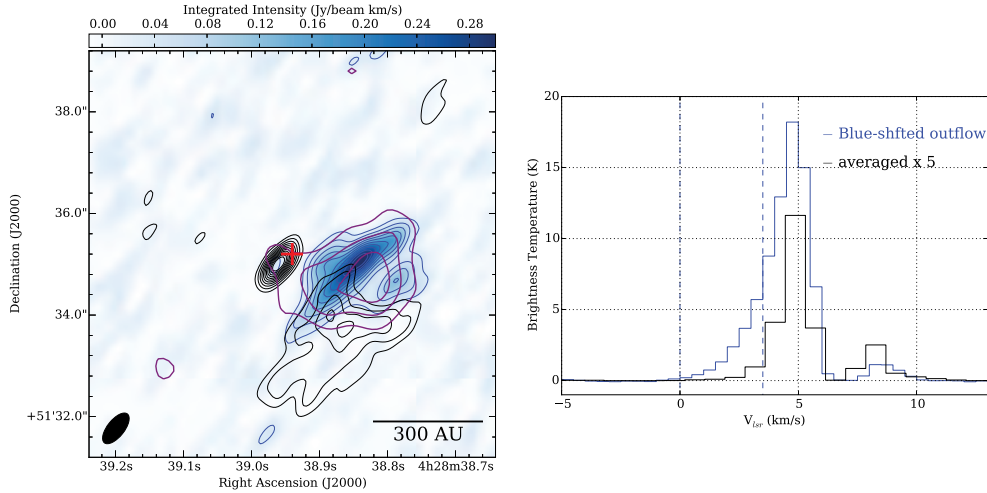 Integrated Intensity (Jy/beam km/s)
0.00 0.04 0.08 0.12 0.16 0.20 0.24 0.28
38.0"
36.0"
34.0"
+51°32.0"
Declination (J2000)
300 AU
39.2s 39.1s 39.0s 38.9s 38.8s 4h28m38.7s
Right Ascension (J2000)
20
15
10
5
0
Brightness Temperature (K)
Blue-shfted outflow
averaged x 5
−5 0 5 10
V_lsr (km/s)